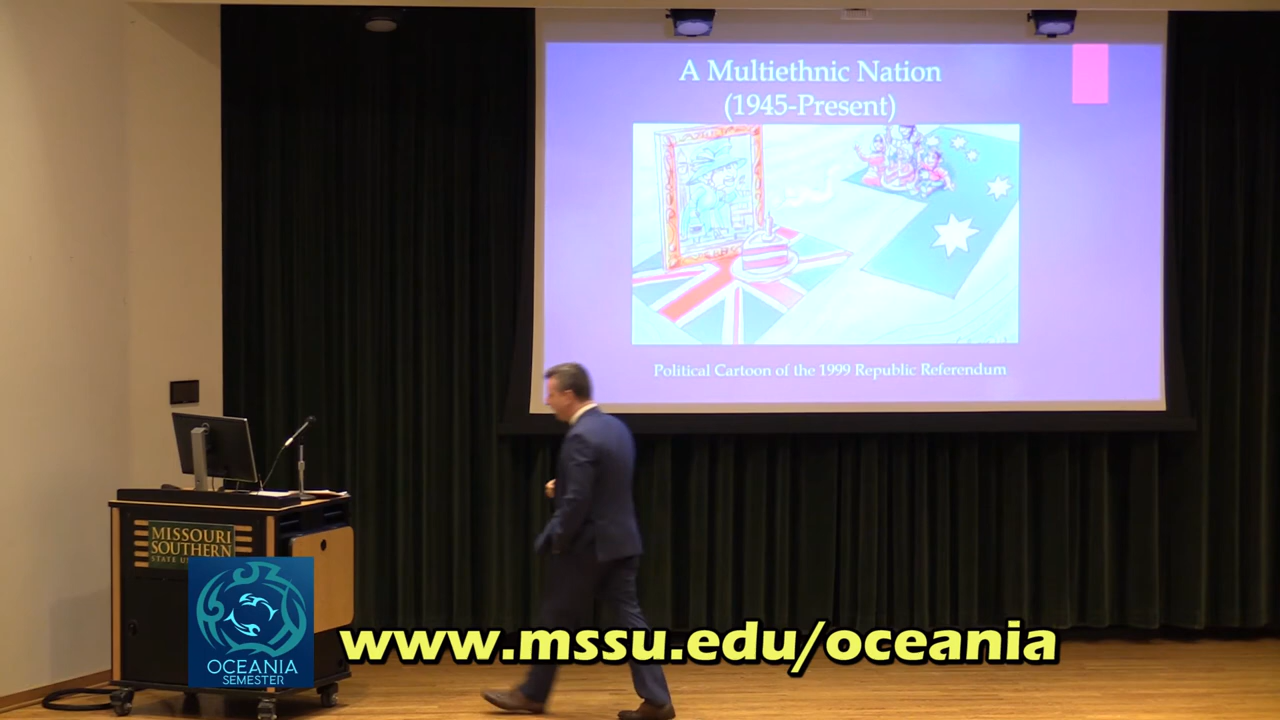 A Multiethnic Nation
(1945-Present)
Political Cartoon of the 1999 Republic Referendum
MISSOURI
SOUTHERN
STATE
OCEANIA
SEMESTER
www.mssu.edu/oceania